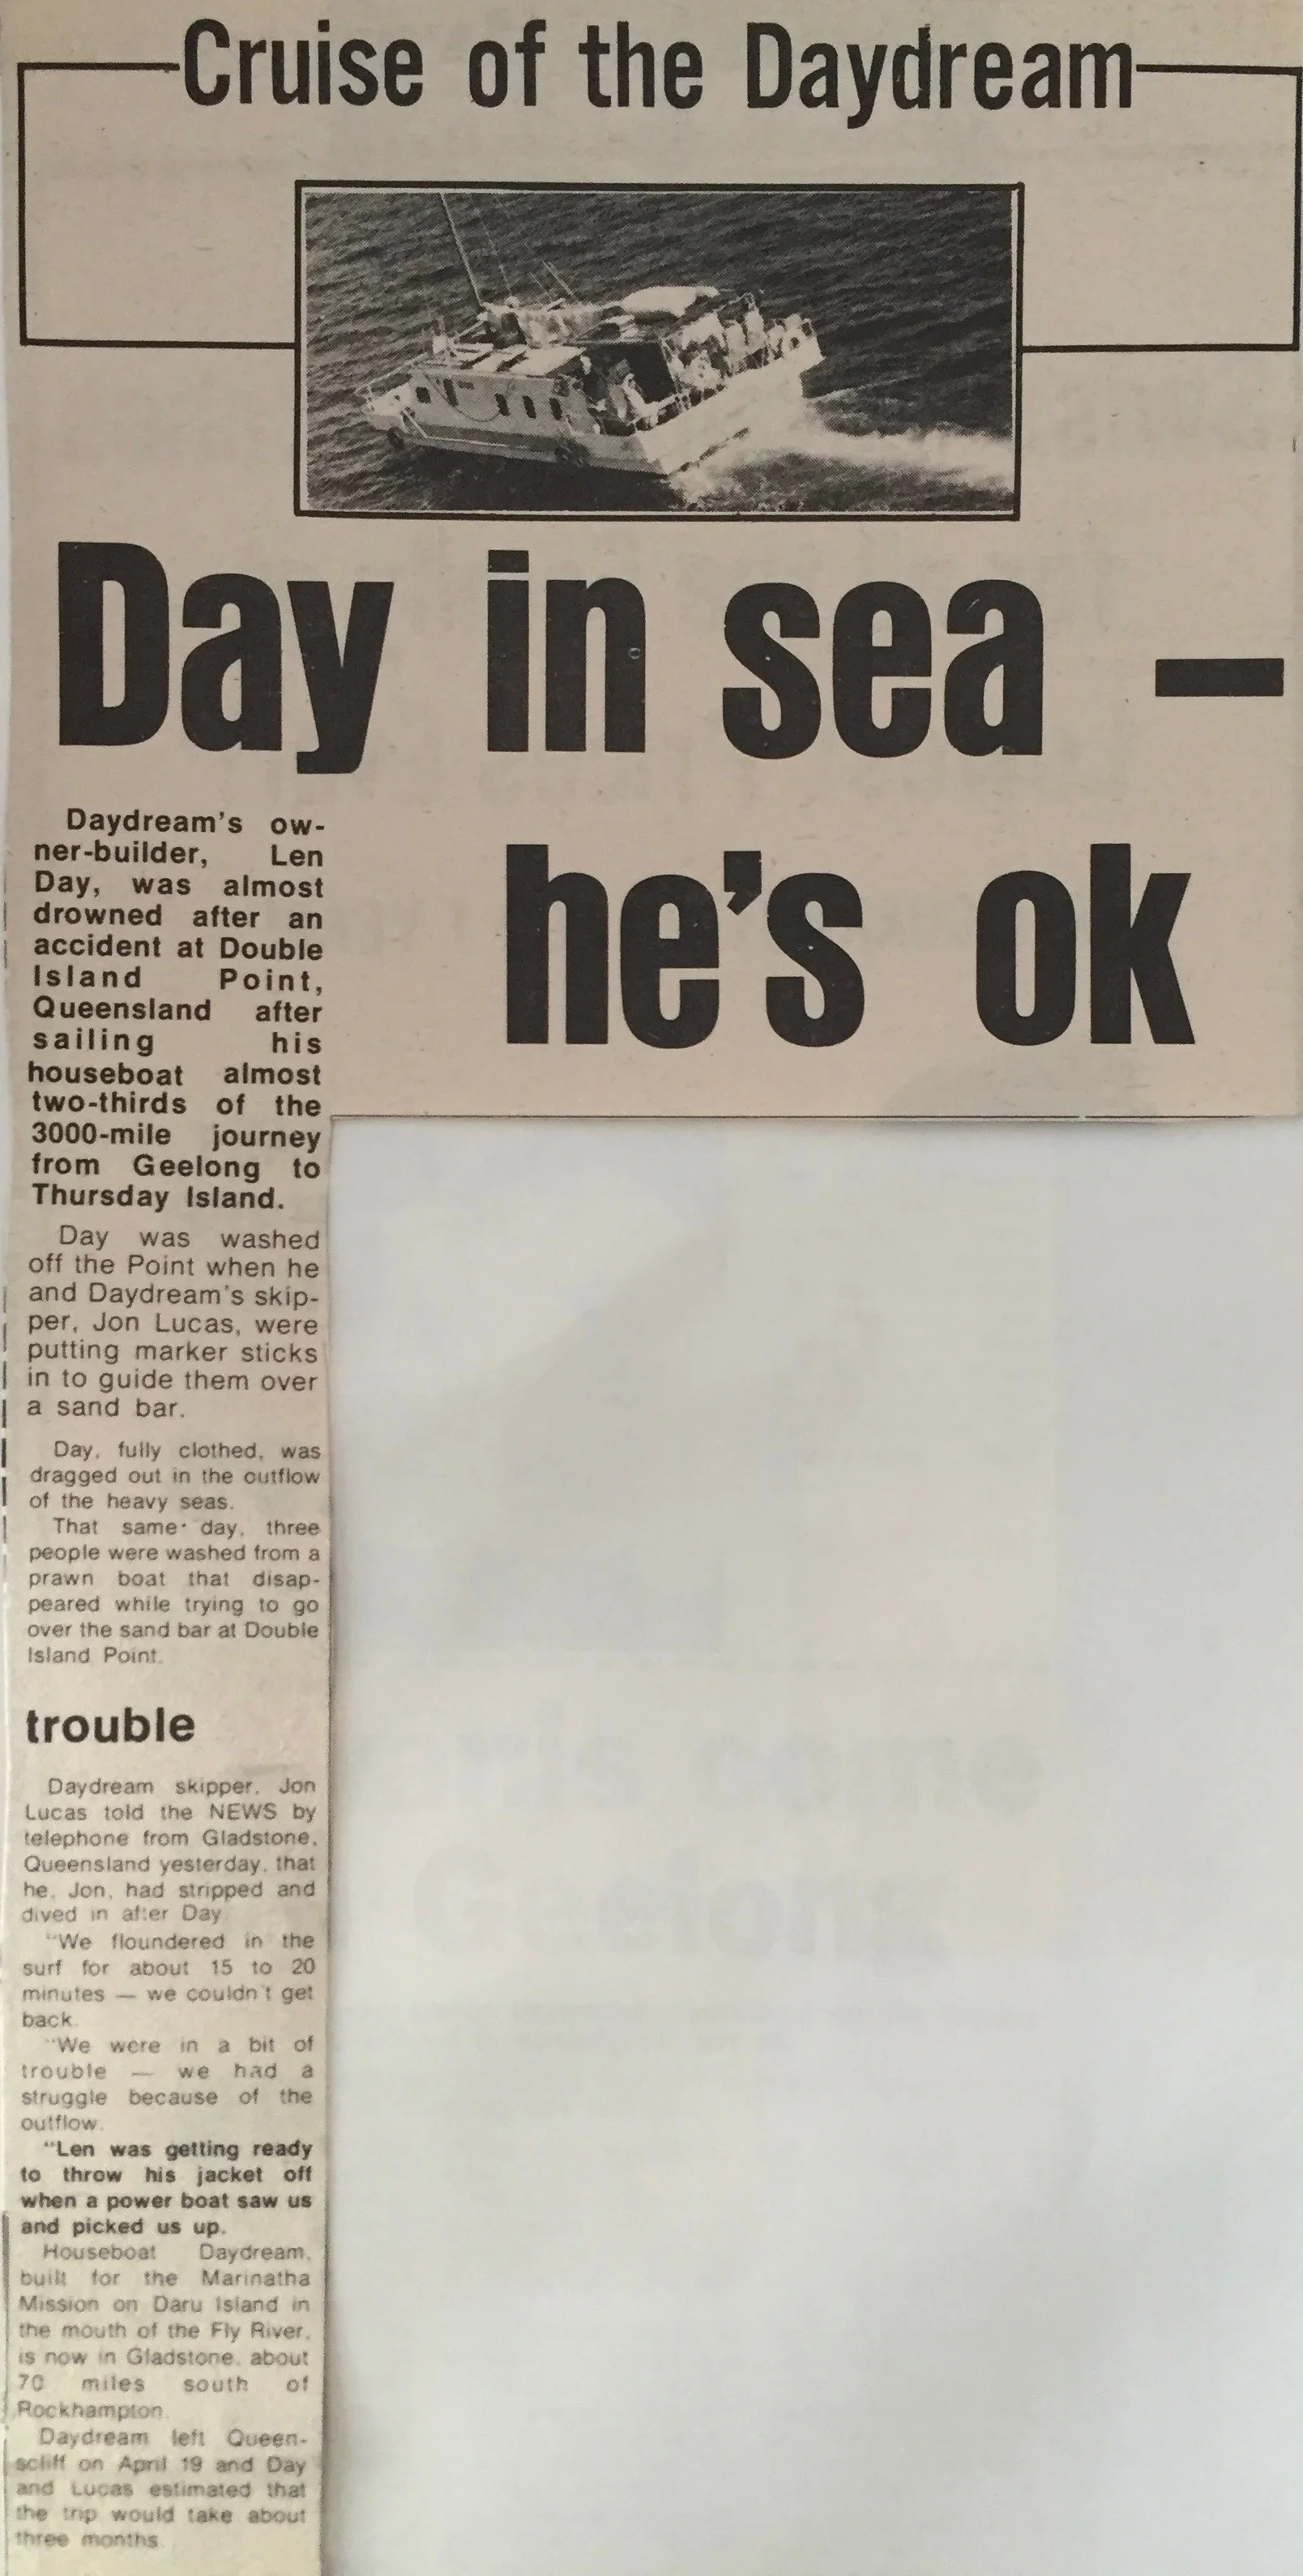 Cruise of the Daydream
Day in sea —
he's ok
Daydream's ow-
ner-builder, Len
Day, was almost
drowned after an
accident at Double
Island Point,
Queensland after
sailing his
houseboat almost
two-thirds of the
3000-mile journey
from Geelong to
Thursday Island.
Day was washed
off the Point when he
and Daydream's skip-
per, Jon Lucas, were
putting marker sticks
in to guide them over
a sand bar.
Day, fully clothed, was
dragged out in the outflow
of the heavy seas.
That same day, three
people were washed from a
prawn boat that disap-
peared while trying to go
over the sand bar at Double
Island Point.
trouble
Daydream skipper, Jon
Lucas told the NEWS by
telephone from Gladstone,
Queensland yesterday, that
he, Jon, had stripped and
dived in after Day
"We floundered in the
surf for about 15 to 20
minutes — we couldn't get
back.
"We were in a bit of
trouble — we had a
struggle because of the
outflow.
"Len was getting ready
to throw his jacket off
when a power boat saw us
and picked us up.
Houseboat Daydream,
built for the Marinatha
Mission on Daru Island in
the mouth of the Fly River,
is now in Gladstone, about
70 miles south of
Rockhampton.
Daydream left Queen-
scliff on April 19 and Day
and Lucas estimated that
the trip would take about
three months.